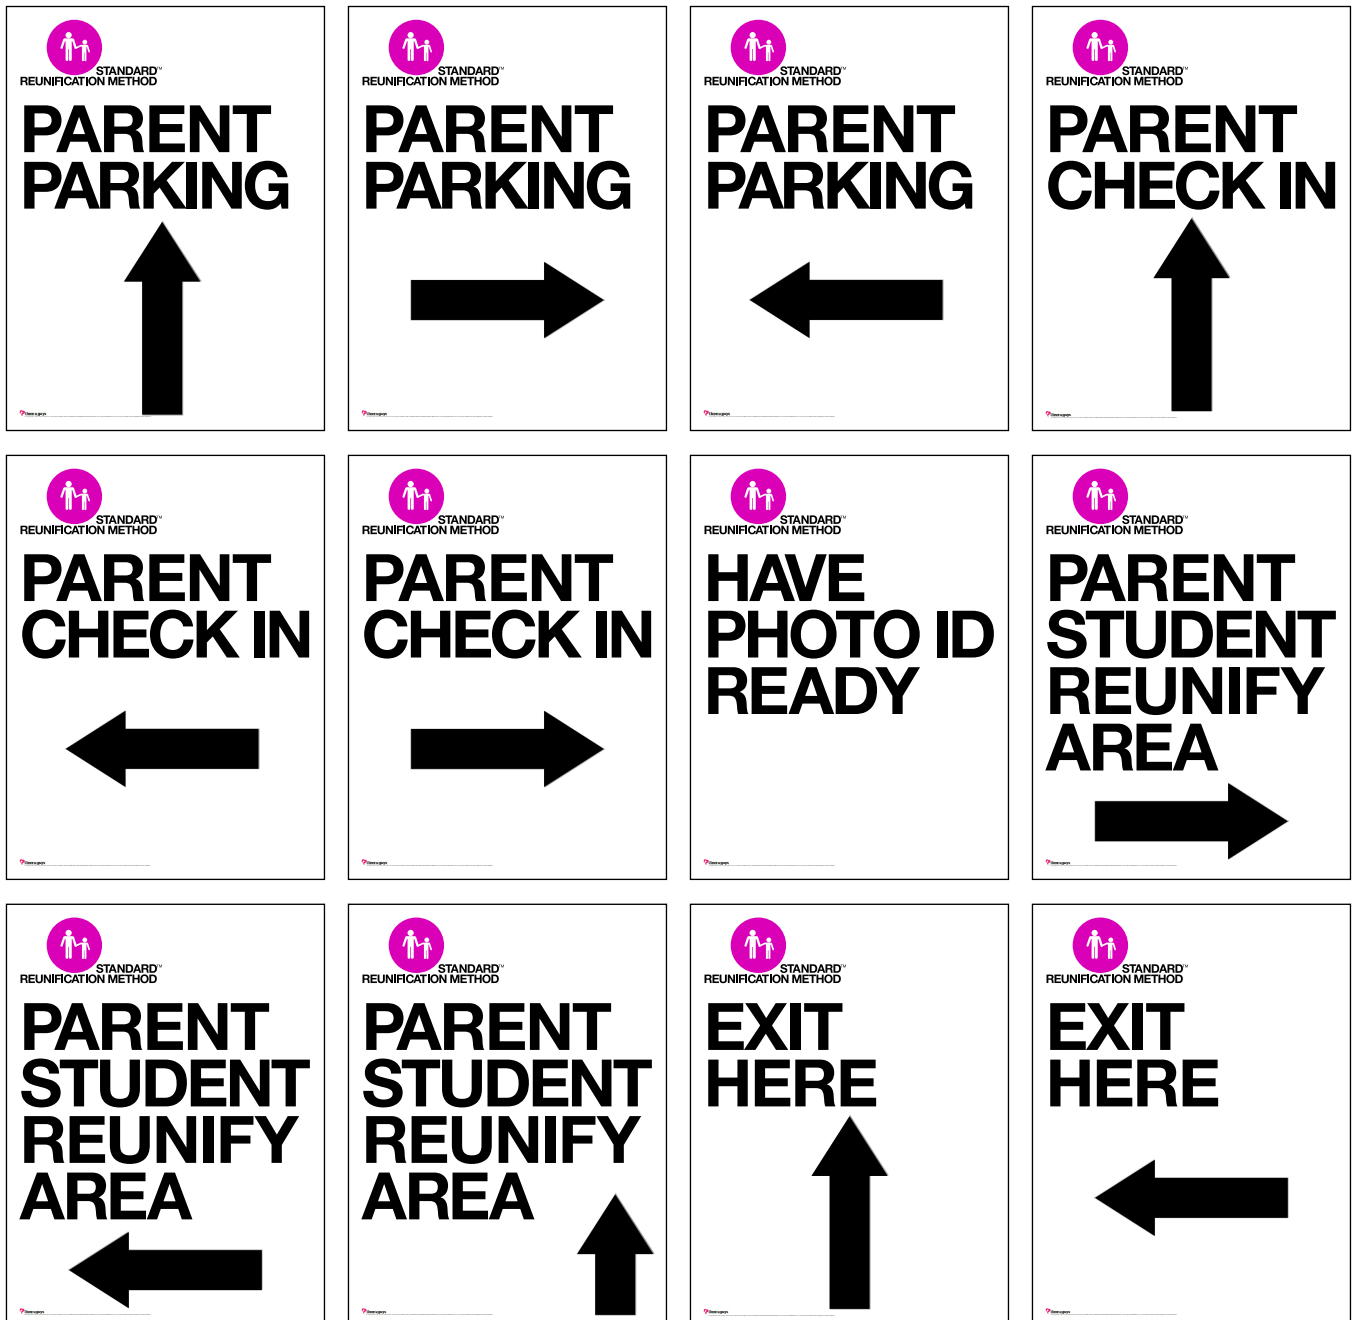 STANDARD™
REUNIFICATION METHOD
PARENT
PARKING
STANDARD™
REUNIFICATION METHOD
PARENT
PARKING
STANDARD™
REUNIFICATION METHOD
PARENT
PARKING
STANDARD™
REUNIFICATION METHOD
PARENT
CHECK IN
STANDARD™
REUNIFICATION METHOD
PARENT
CHECK IN
STANDARD™
REUNIFICATION METHOD
PARENT
CHECK IN
STANDARD™
REUNIFICATION METHOD
HAVE
PHOTO ID
READY
STANDARD™
REUNIFICATION METHOD
PARENT
STUDENT
REUNIFY
AREA
STANDARD™
REUNIFICATION METHOD
PARENT
STUDENT
REUNIFY
AREA
STANDARD™
REUNIFICATION METHOD
PARENT
STUDENT
REUNIFY
AREA
STANDARD™
REUNIFICATION METHOD
EXIT
HERE
STANDARD™
REUNIFICATION METHOD
EXIT
HERE